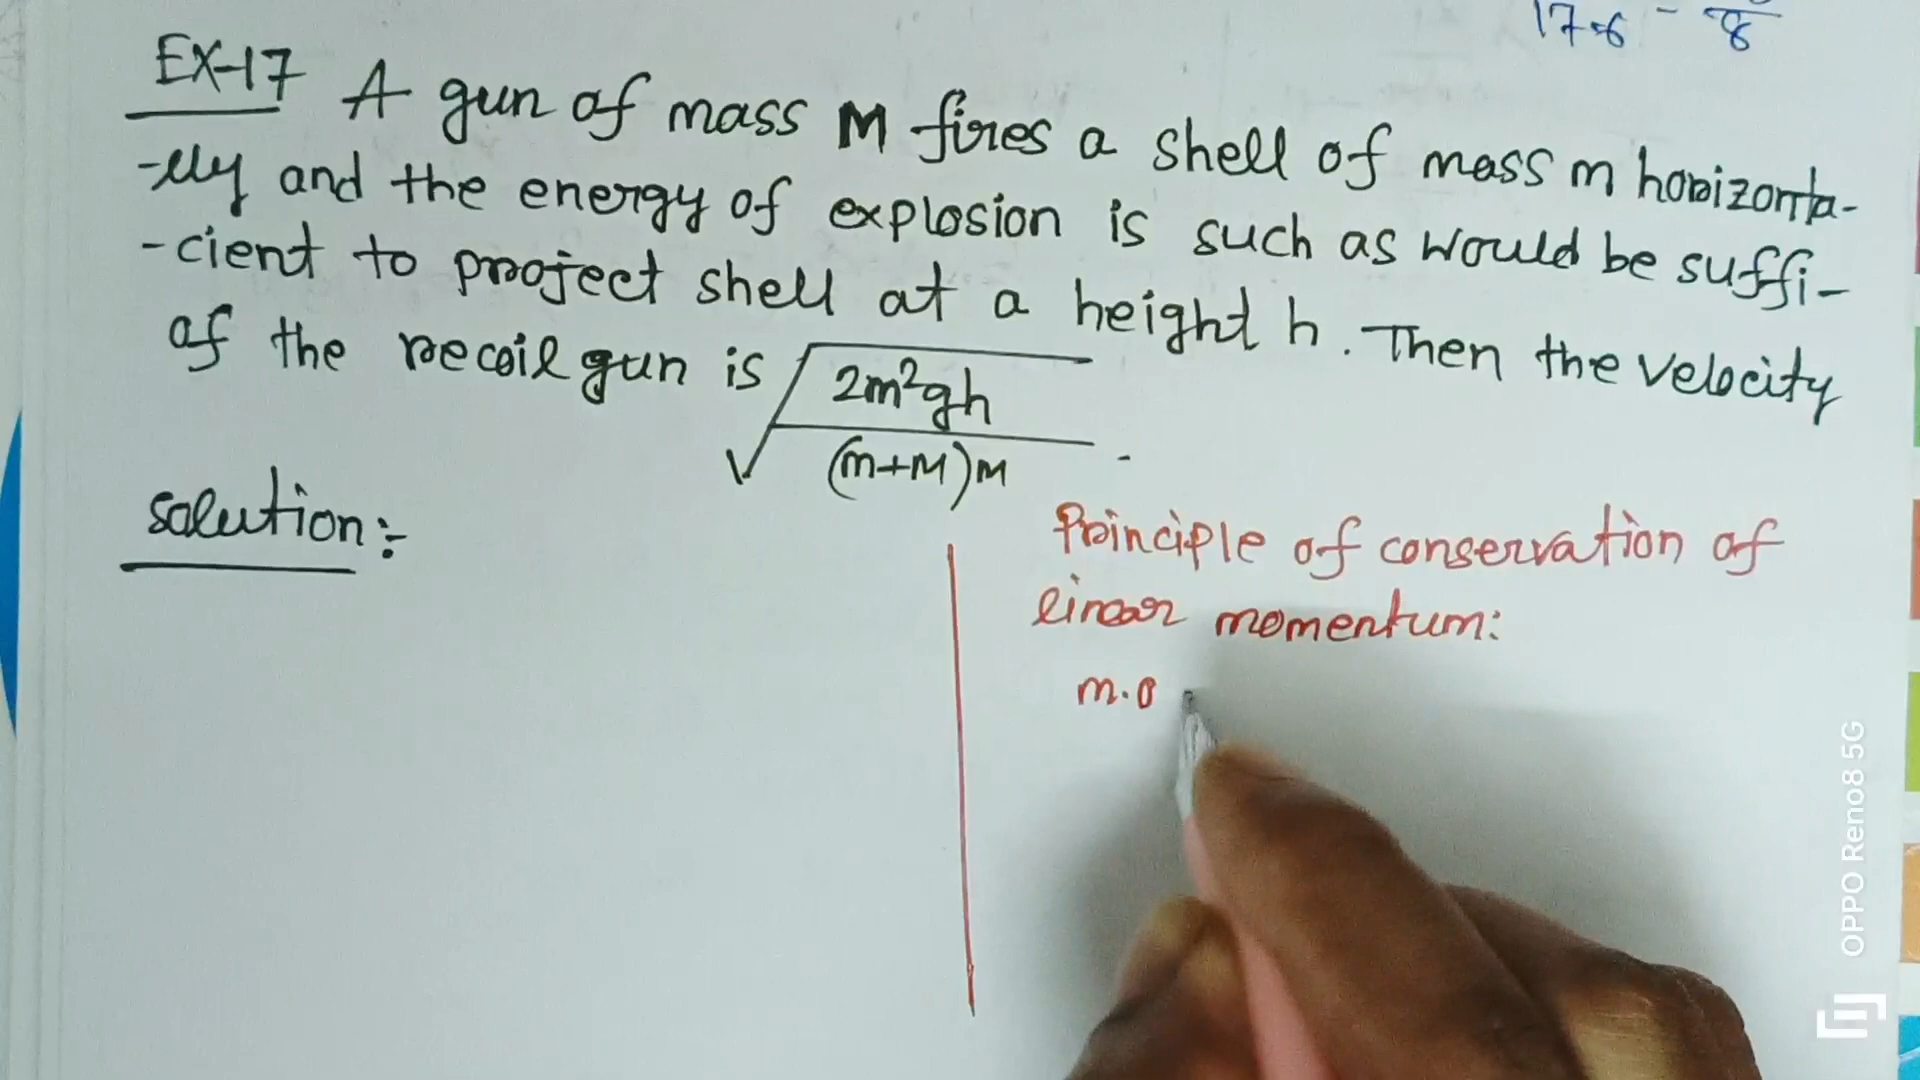 17.6 -
8
EX-17 A gun of mass M fires a shell of mass m horizonta-
-lly and the energy of explosion is such as would be suffi-
-cient to project shell at a height h. Then the velocity
of the recoil gun is √ 2m²gh
(m+M)M .
solution:-
Principle of conservation of
linear momentum:
m.0
OPPO Reno8 5G